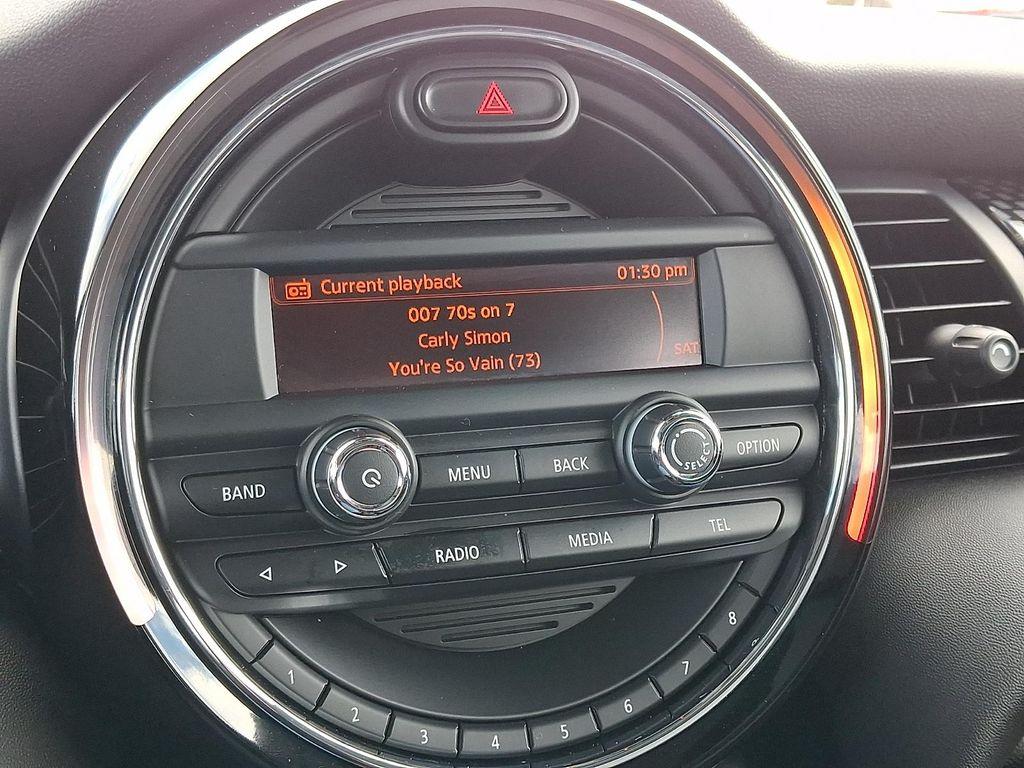 Current playback 01:30 pm
007 70s on 7
Carly Simon
You're So Vain (73)
SAT
BAND MENU BACK SELECT OPTION
RADIO MEDIA TEL
1 2 3 4 5 6 7 8